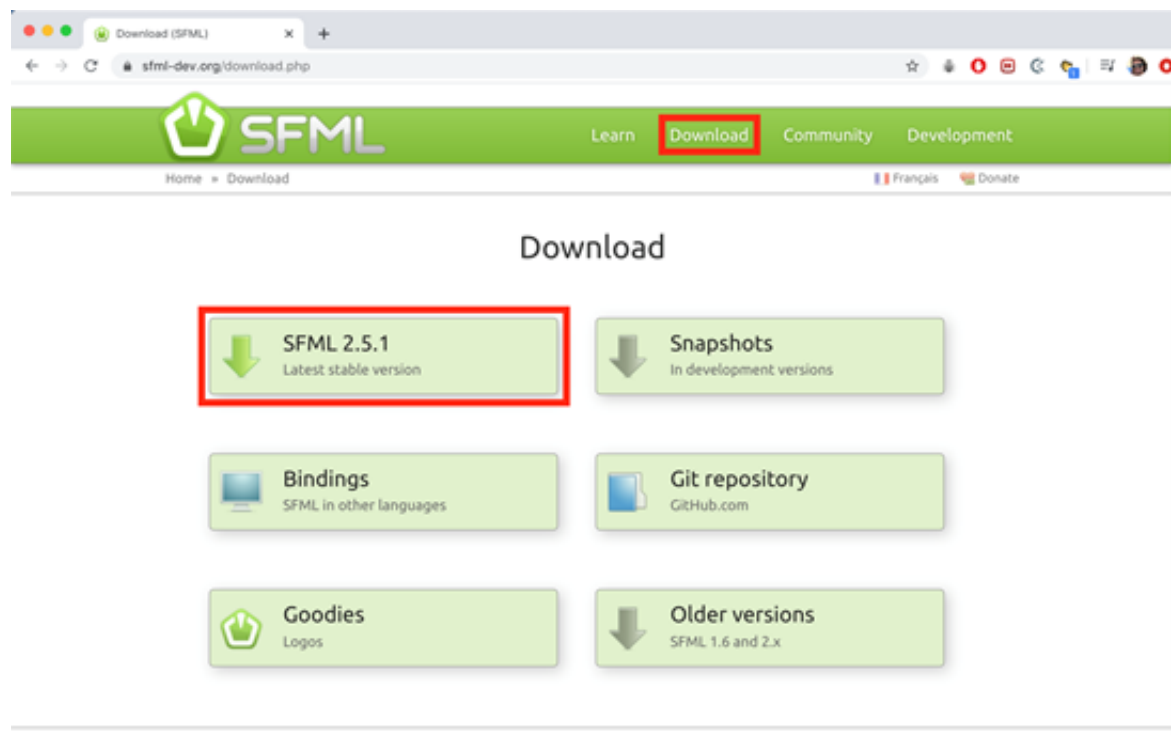 Download (SFML)
sfml-dev.org/download.php
SFML
Learn Download Community Development
Home » Download
Français Donate
Download
SFML 2.5.1
Latest stable version
Snapshots
In development versions
Bindings
SFML in other languages
Git repository
GitHub.com
Goodies
Logos
Older versions
SFML 1.6 and 2.x